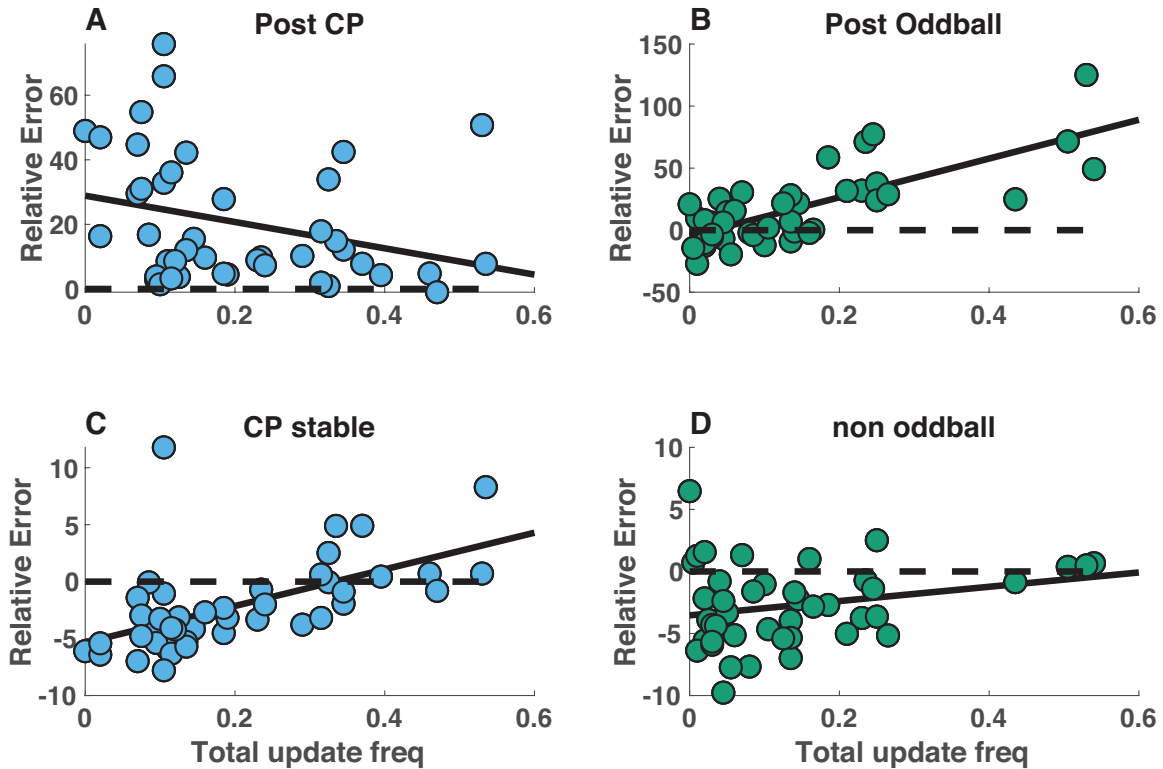 A Post CP
Relative Error
60
40
20
0
0 0.2 0.4 0.6
B Post Oddball
Relative Error
150
100
50
0
-50
0 0.2 0.4 0.6
C CP stable
Relative Error
10
5
0
-5
-10
0 0.2 0.4 0.6
Total update freq
D non oddball
Relative Error
10
5
0
-5
-10
0 0.2 0.4 0.6
Total update freq